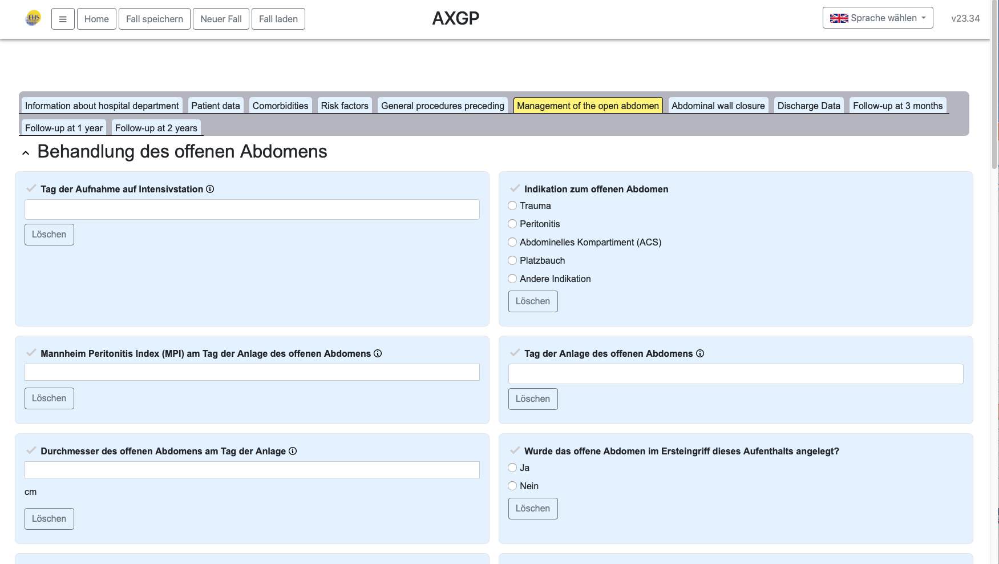 EHS
Home
Fall speichern
Neuer Fall
Fall laden
AXGP
Sprache wählen
v23.34
Information about hospital department
Patient data
Comorbidities
Risk factors
General procedures preceding
Management of the open abdomen
Abdominal wall closure
Discharge Data
Follow-up at 3 months
Follow-up at 1 year
Follow-up at 2 years
Behandlung des offenen Abdomens
Tag der Aufnahme auf Intensivstation
Löschen
Indikation zum offenen Abdomen
Trauma
Peritonitis
Abdominelles Kompartiment (ACS)
Platzbauch
Andere Indikation
Löschen
Mannheim Peritonitis Index (MPI) am Tag der Anlage des offenen Abdomens
Löschen
Tag der Anlage des offenen Abdomens
Löschen
Durchmesser des offenen Abdomens am Tag der Anlage
cm
Löschen
Wurde das offene Abdomen im Ersteingriff dieses Aufenthalts angelegt?
Ja
Nein
Löschen